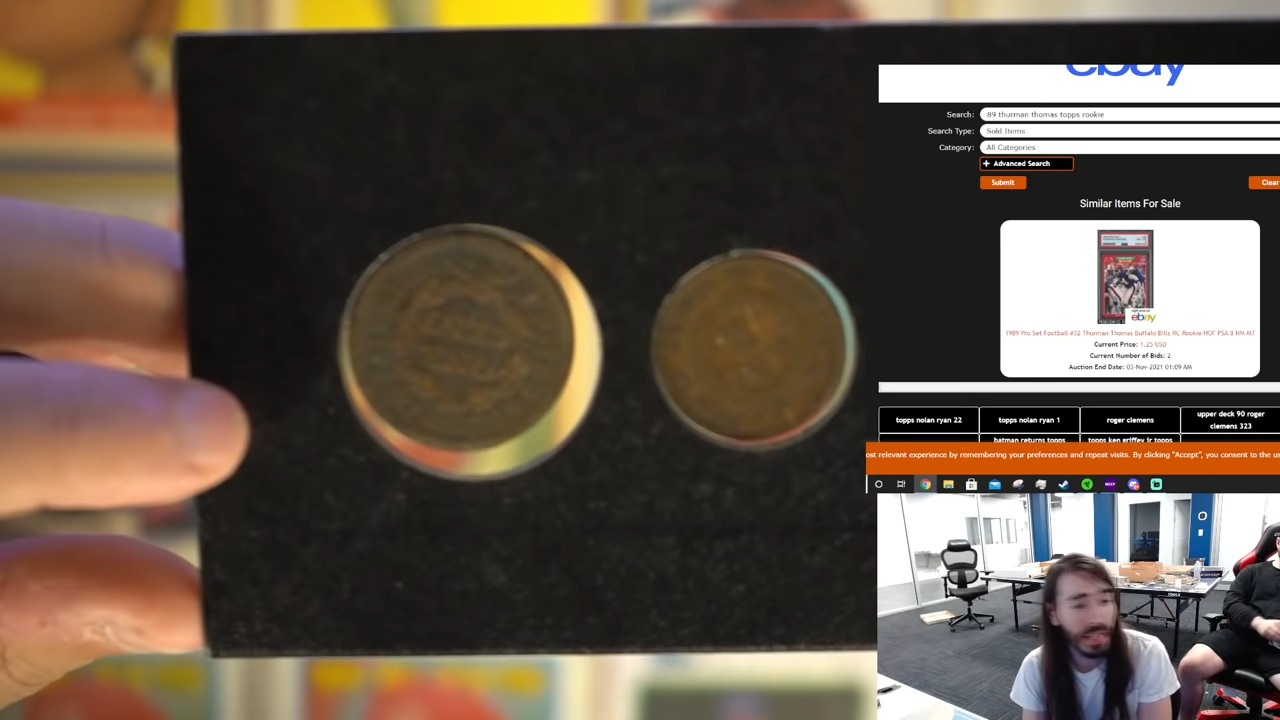 ebay
Search: 89 thurman thomas topps rookie
Search Type: Sold Items
Category: All Categories
+ Advanced Search
Submit
Clear
Similar Items For Sale
ebay
1989 Pro Set Football #32 Thurman Thomas Buffalo Bills RC Rookie HOF PSA 8 NM-MT
Current Price: 1.25 USD
Current Number of Bids: 2
Auction End Date: 03-Nov-2021 01:09 AM
topps nolan ryan 22
topps nolan ryan 1
roger clemens
upper deck 90 roger
clemens 323
batman returns topps
topps ken griffey jr topps
ost relevant experience by remembering your preferences and repeat visits. By clicking "Accept", you consent to the us
NEXT